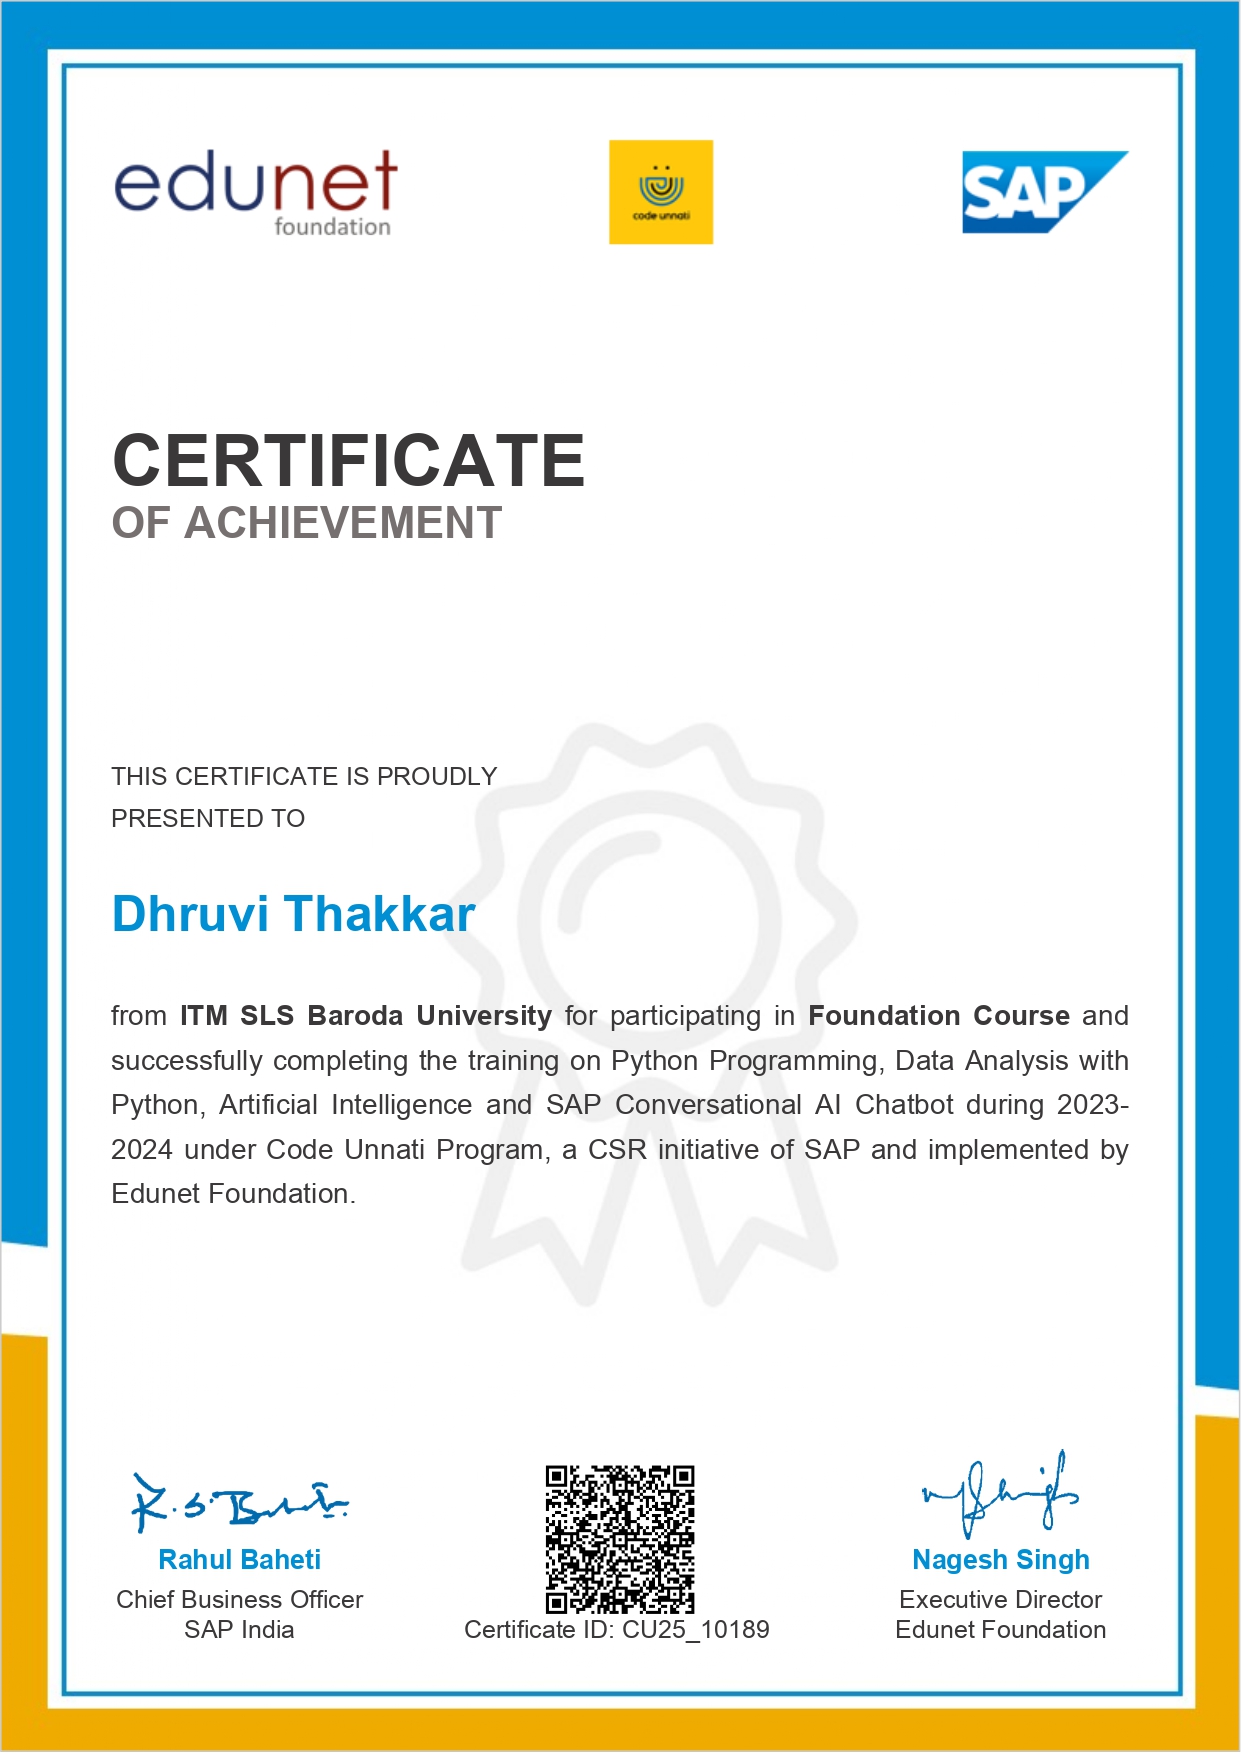 edunet
foundation
code unnati
SAP
CERTIFICATE
OF ACHIEVEMENT
THIS CERTIFICATE IS PROUDLY
PRESENTED TO
Dhruvi Thakkar
from ITM SLS Baroda University for participating in Foundation Course and
successfully completing the training on Python Programming, Data Analysis with
Python, Artificial Intelligence and SAP Conversational AI Chatbot during 2023-
2024 under Code Unnati Program, a CSR initiative of SAP and implemented by
Edunet Foundation.
Rahul Baheti
Chief Business Officer
SAP India
Certificate ID: CU25_10189
Nagesh Singh
Executive Director
Edunet Foundation